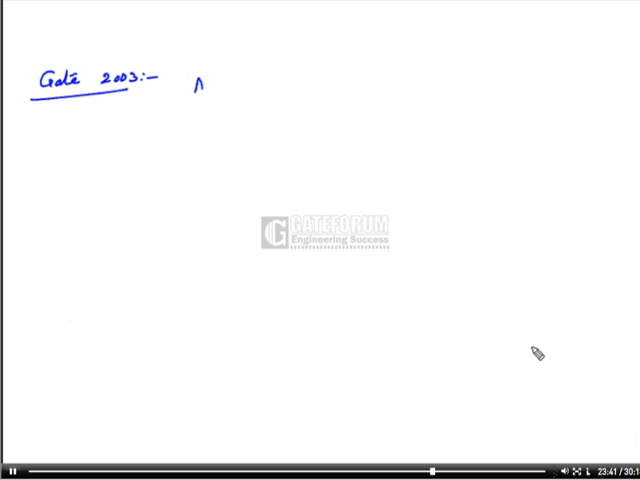 Gate 2003:-
GATEFORUM
Engineering Success
23:41 / 30:1